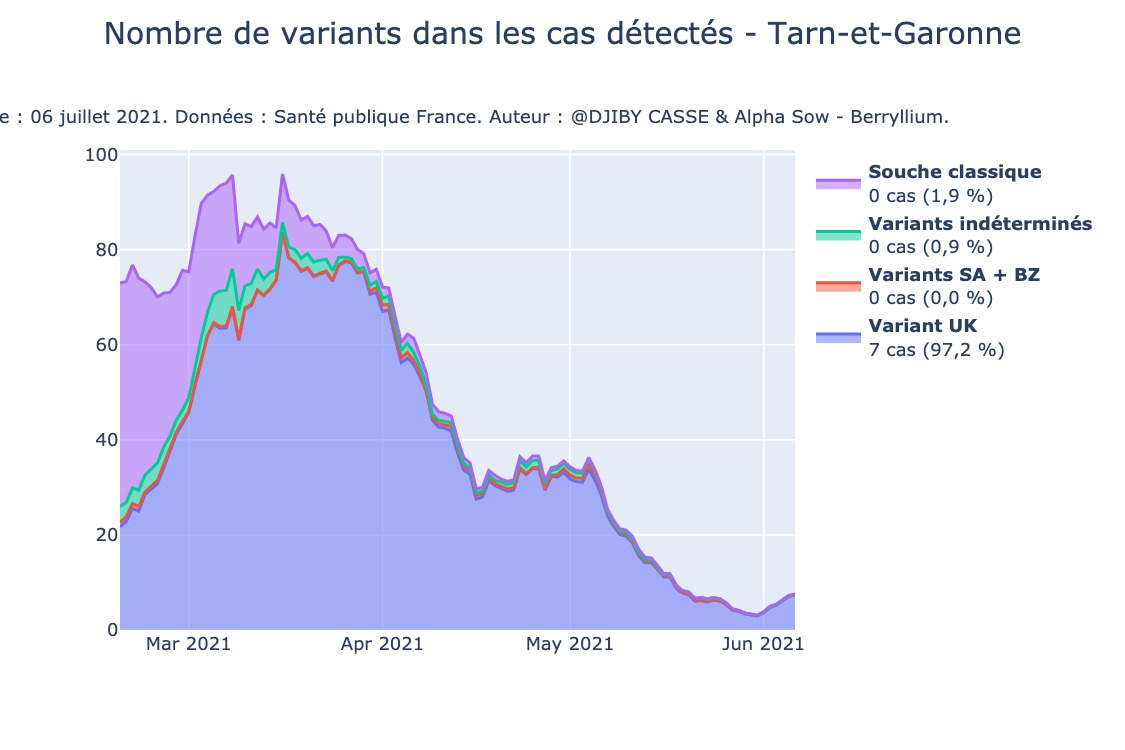 Nombre de variants dans les cas détectés - Tarn-et-Garonne
e : 06 juillet 2021. Données : Santé publique France. Auteur : @DJIBY CASSE & Alpha Sow - Berryllium.
100
80
60
40
20
0
Mar 2021
Apr 2021
May 2021
Jun 2021
Souche classique
0 cas (1,9 %)
Variants indéterminés
0 cas (0,9 %)
Variants SA + BZ
0 cas (0,0 %)
Variant UK
7 cas (97,2 %)